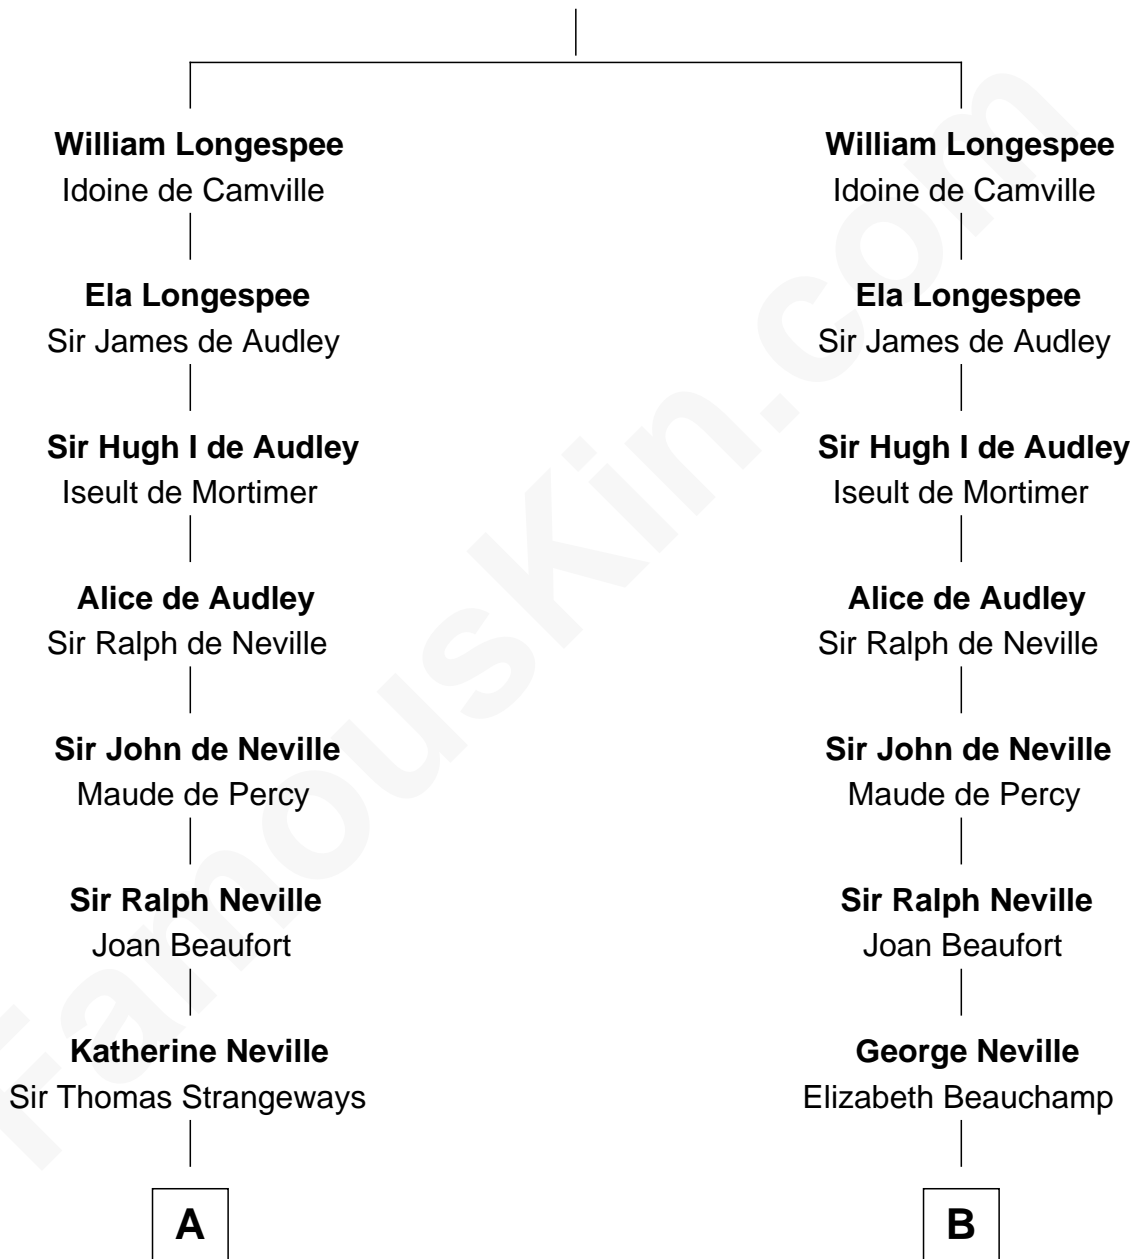 William Longespee
Idoine de Camville
Ela Longespee
Sir James de Audley
Sir Hugh I de Audley
Iseult de Mortimer
Alice de Audley
Sir Ralph de Neville
Sir John de Neville
Maude de Percy
Sir Ralph Neville
Joan Beaufort
Katherine Neville
Sir Thomas Strangeways
A
William Longespee
Idoine de Camville
Ela Longespee
Sir James de Audley
Sir Hugh I de Audley
Iseult de Mortimer
Alice de Audley
Sir Ralph de Neville
Sir John de Neville
Maude de Percy
Sir Ralph Neville
Joan Beaufort
George Neville
Elizabeth Beauchamp
B
FamousKin.com